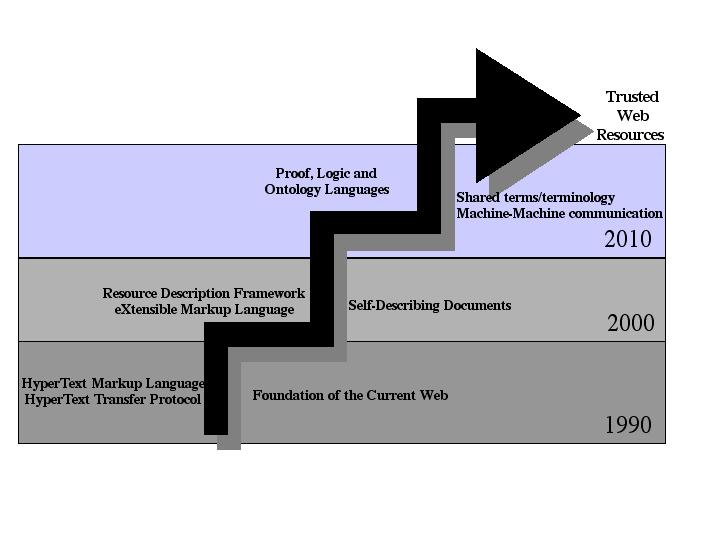 Trusted
Web
Resources
Proof, Logic and
Ontology Languages
Shared terms/terminology
Machine-Machine communication
2010
Resource Description Framework
eXtensible Markup Language
Self-Describing Documents
2000
HyperText Markup Language
HyperText Transfer Protocol
Foundation of the Current Web
1990